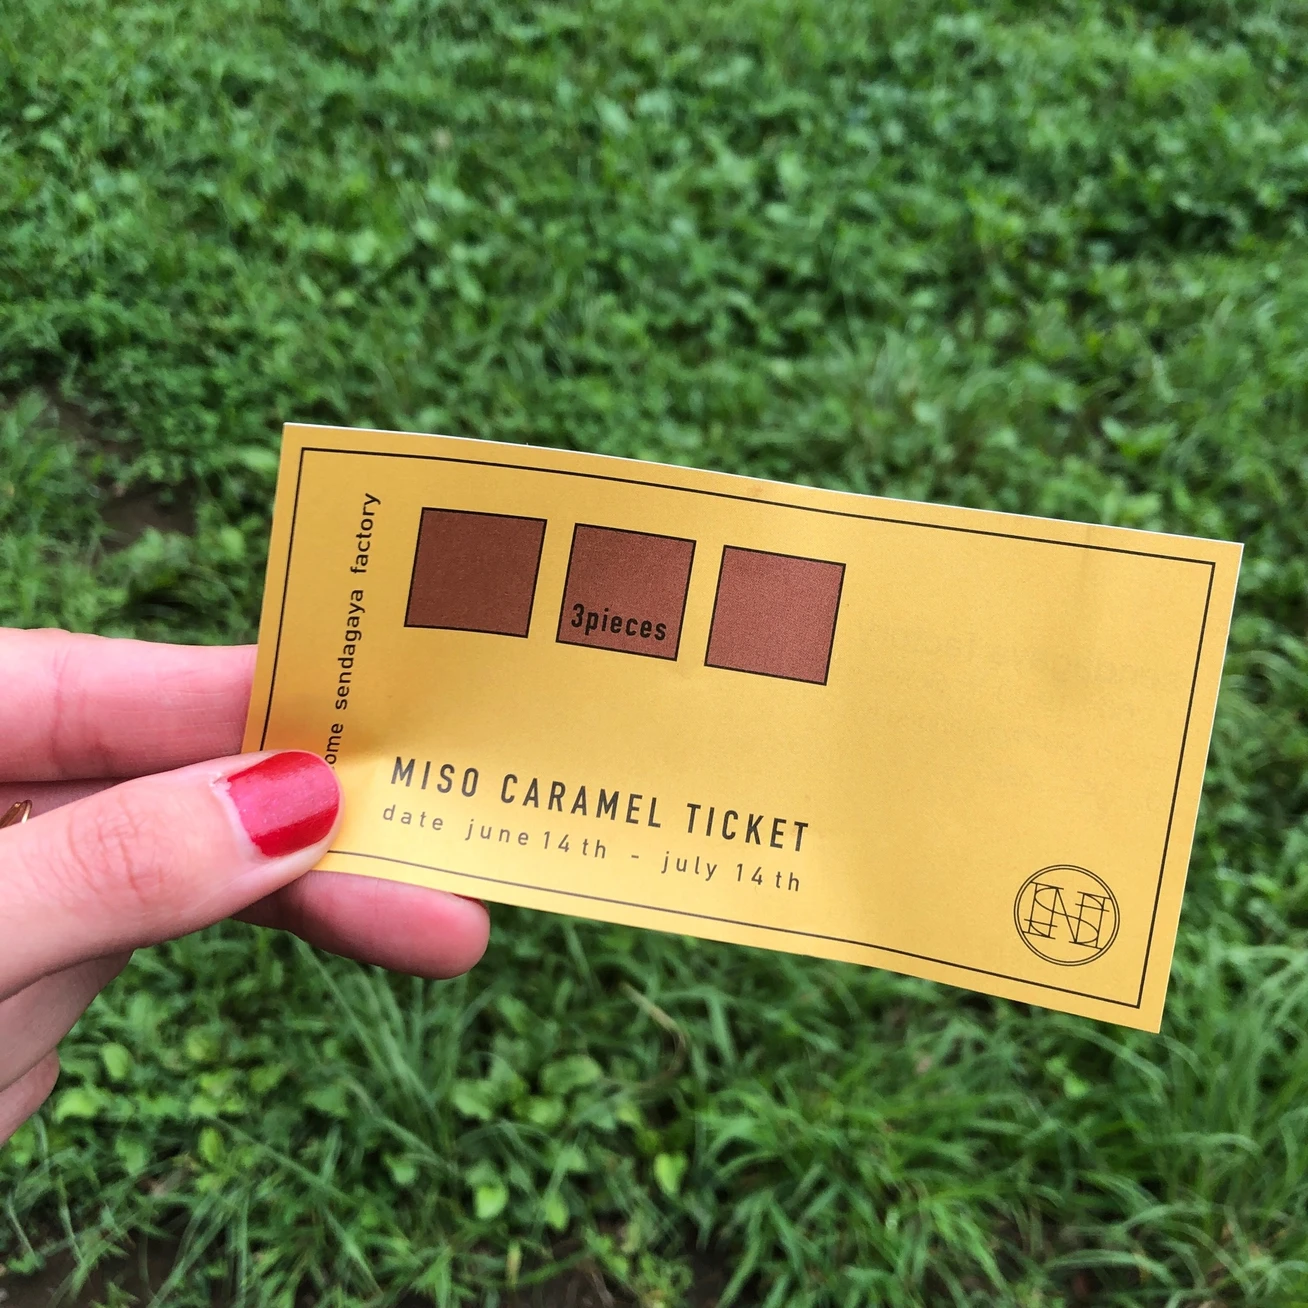 sendagaya factory
3pieces
MISO CARAMEL TICKET
date june 14th - july 14th